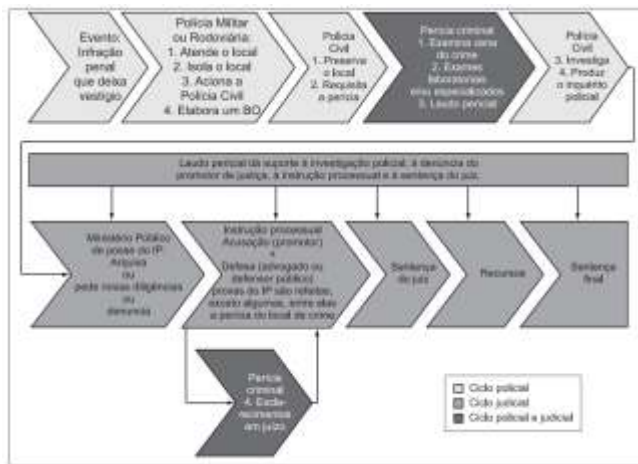 Evento:
Infração
penal
que deixa
vestígio
Polícia Militar
ou Rodoviária:
1. Atende o local
2. Isola o local
3. Aciona a
Polícia Civil
4. Elabora um BO
Polícia
Civil
1. Preserva
o local
2. Requisita
a perícia
Perícia criminal
1. Examina cena
do crime
2. Exames
laboratoriais
e/ou especializados
3. Laudo pericial
Polícia
Civil
3. Investiga
4. Produz
o inquérito
policial
Laudo pericial dá suporte à investigação policial, à denúncia do
promotor de justiça, à instrução processual e à sentença do juiz.
Ministério Público
de posse do IP:
Arquiva
ou
pede novas diligências
ou
denuncia
Instrução processual
Acusação (promotor)
Defesa (advogado ou
defensor público)
provas do IP são refeitas,
exceto algumas, entre elas
a perícia do local de crime
Sentença
do juiz
Recursos
Sentença
final
Perícia
criminal
4. Escla-
recimentos
em juízo
Ciclo policial
Ciclo judicial
Ciclo policial e judicial